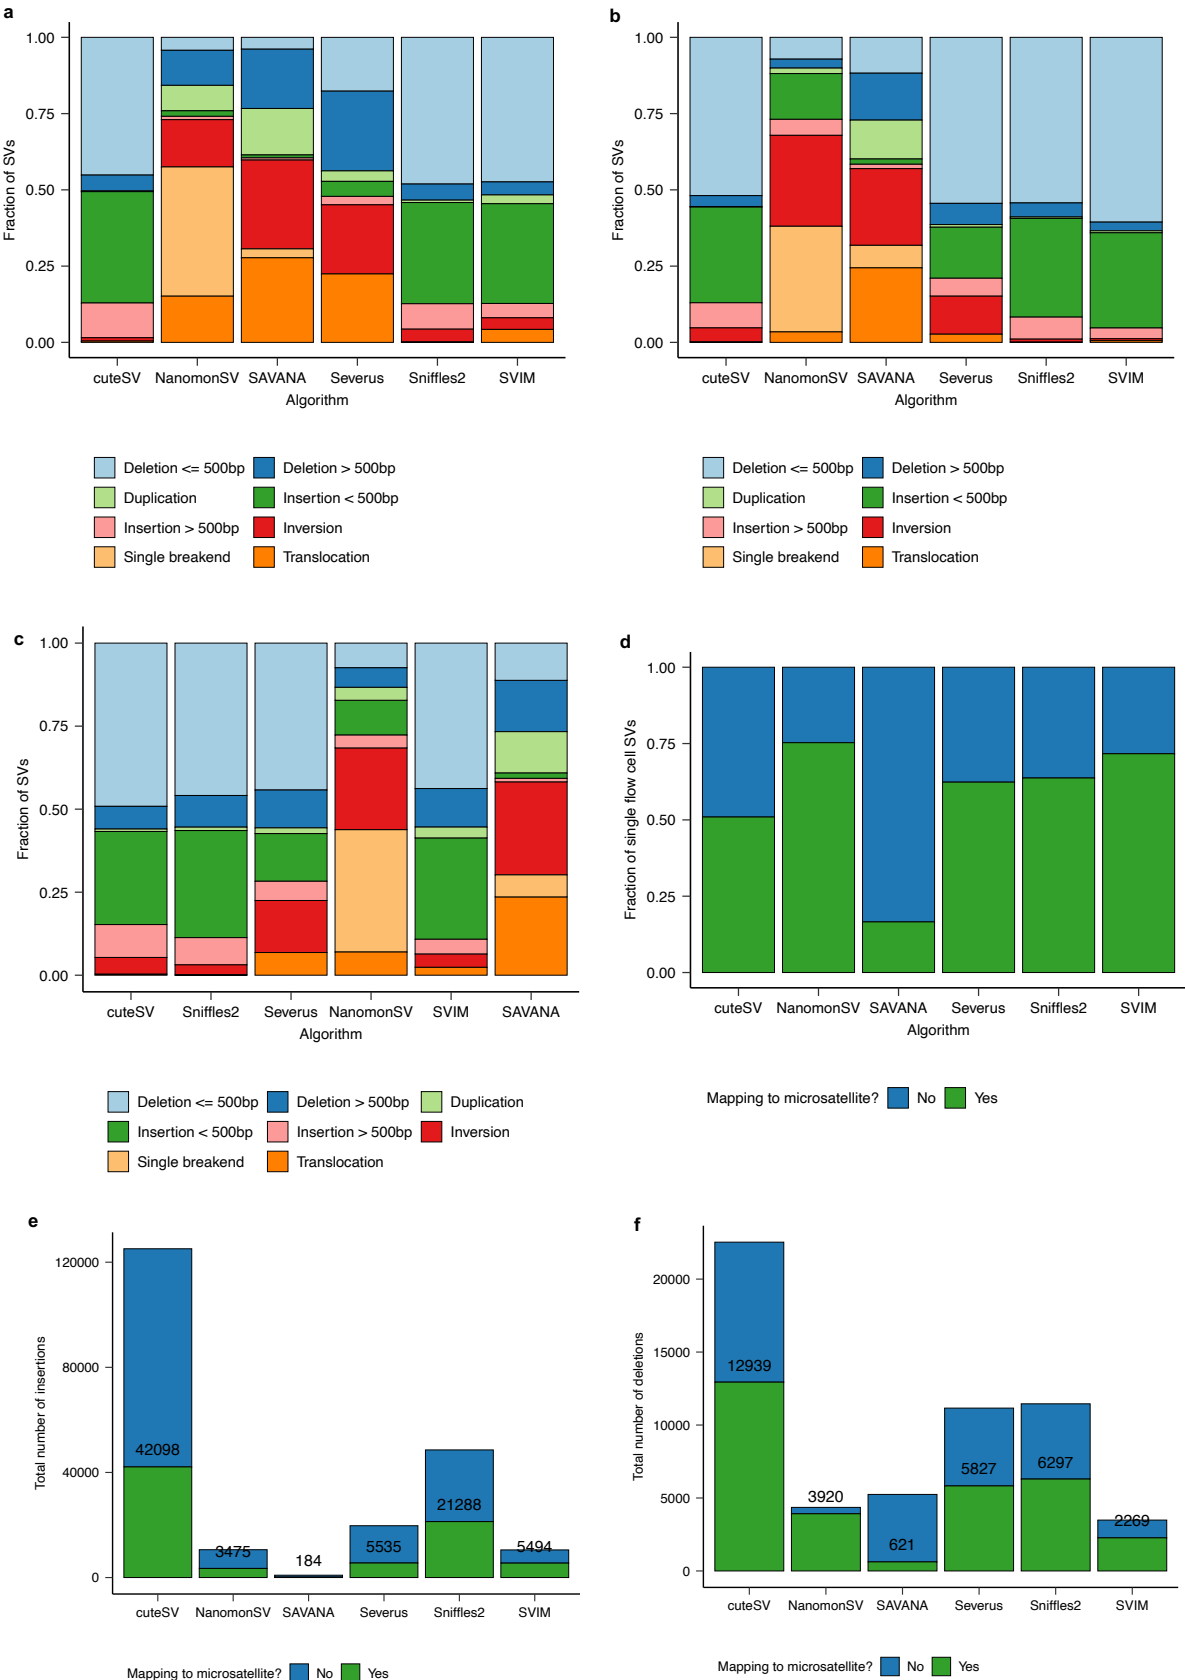 a
1.00
0.75
0.50
0.25
0.00
Fraction of SVs
cuteSV NanomonSV SAVANA Severus Sniffles2 SVIM
Algorithm
Deletion <= 500bp Deletion > 500bp
Duplication Insertion < 500bp
Insertion > 500bp Inversion
Single breakend Translocation
b
1.00
0.75
0.50
0.25
0.00
Fraction of SVs
cuteSV NanomonSV SAVANA Severus Sniffles2 SVIM
Algorithm
Deletion <= 500bp Deletion > 500bp
Duplication Insertion < 500bp
Insertion > 500bp Inversion
Single breakend Translocation
c
1.00
0.75
0.50
0.25
0.00
Fraction of SVs
cuteSV Sniffles2 Severus NanomonSV SVIM SAVANA
Algorithm
Deletion <= 500bp Deletion > 500bp Duplication
Insertion < 500bp Insertion > 500bp Inversion
Single breakend Translocation
d
1.00
0.75
0.50
0.25
0.00
Fraction of single flow cell SVs
cuteSV NanomonSV SAVANA Severus Sniffles2 SVIM
Algorithm
Mapping to microsatellite? No Yes
e
120000
80000
40000
0
Total number of insertions
42098
3475
184
5535
21288
5494
cuteSV NanomonSV SAVANA Severus Sniffles2 SVIM
Mapping to microsatellite? No Yes
f
20000
15000
10000
5000
0
Total number of deletions
12939
3920
621
5827
6297
2269
cuteSV NanomonSV SAVANA Severus Sniffles2 SVIM
Mapping to microsatellite? No Yes